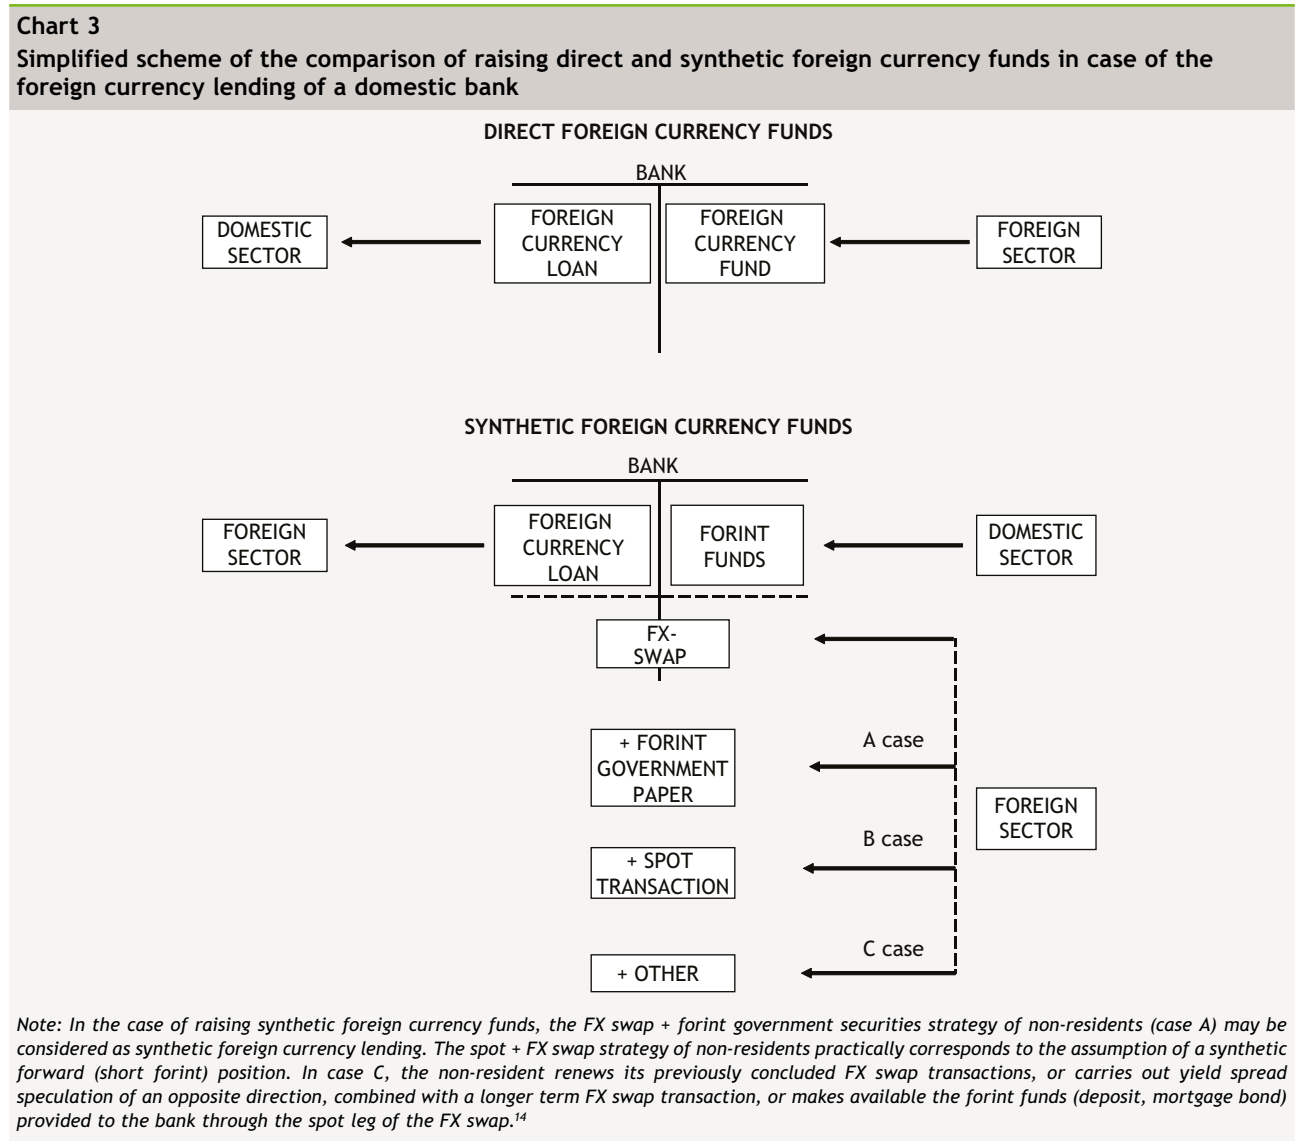 Chart 3
Simplified scheme of the comparison of raising direct and synthetic foreign currency funds in case of the
foreign currency lending of a domestic bank
DIRECT FOREIGN CURRENCY FUNDS
BANK
DOMESTIC
SECTOR
FOREIGN
CURRENCY
LOAN
FOREIGN
CURRENCY
FUND
FOREIGN
SECTOR
SYNTHETIC FOREIGN CURRENCY FUNDS
BANK
FOREIGN
SECTOR
FOREIGN
CURRENCY
LOAN
FORINT
FUNDS
DOMESTIC
SECTOR
FX-
SWAP
+ FORINT
GOVERNMENT
PAPER
A case
FOREIGN
SECTOR
B case
+ SPOT
TRANSACTION
C case
+ OTHER
Note: In the case of raising synthetic foreign currency funds, the FX swap + forint government securities strategy of non-residents (case A) may be
considered as synthetic foreign currency lending. The spot + FX swap strategy of non-residents practically corresponds to the assumption of a synthetic
forward (short forint) position. In case C, the non-resident renews its previously concluded FX swap transactions, or carries out yield spread
speculation of an opposite direction, combined with a longer term FX swap transaction, or makes available the forint funds (deposit, mortgage bond)
provided to the bank through the spot leg of the FX swap.14